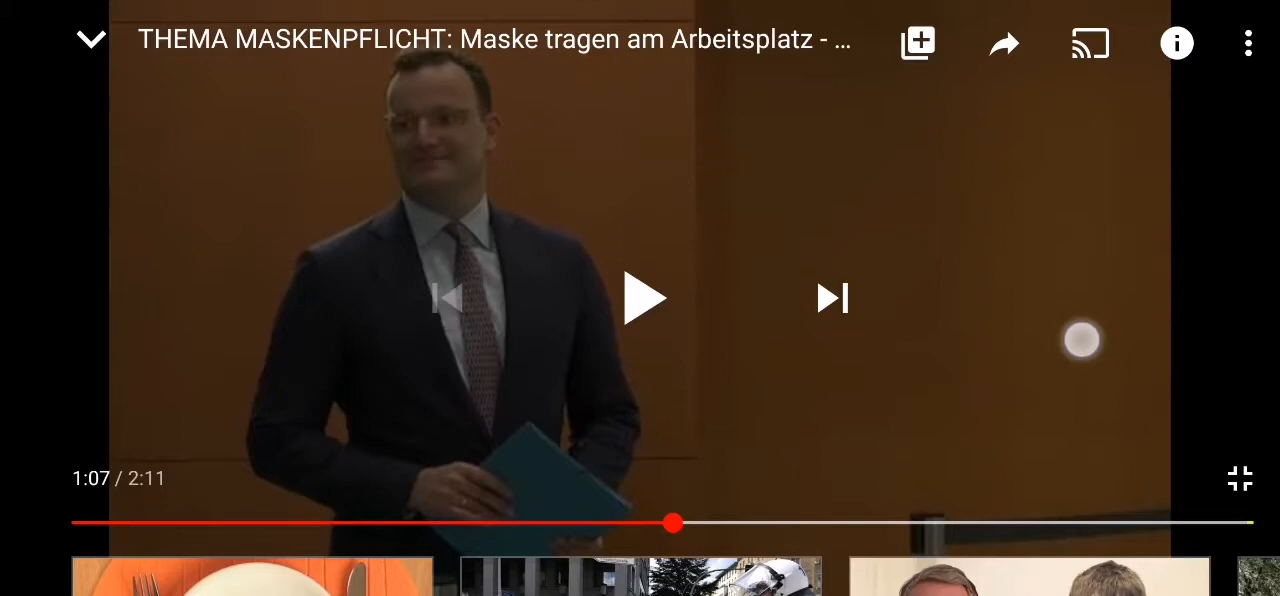 THEMA MASKENPFLICHT: Maske tragen am Arbeitsplatz - ...
1:07 / 2:11